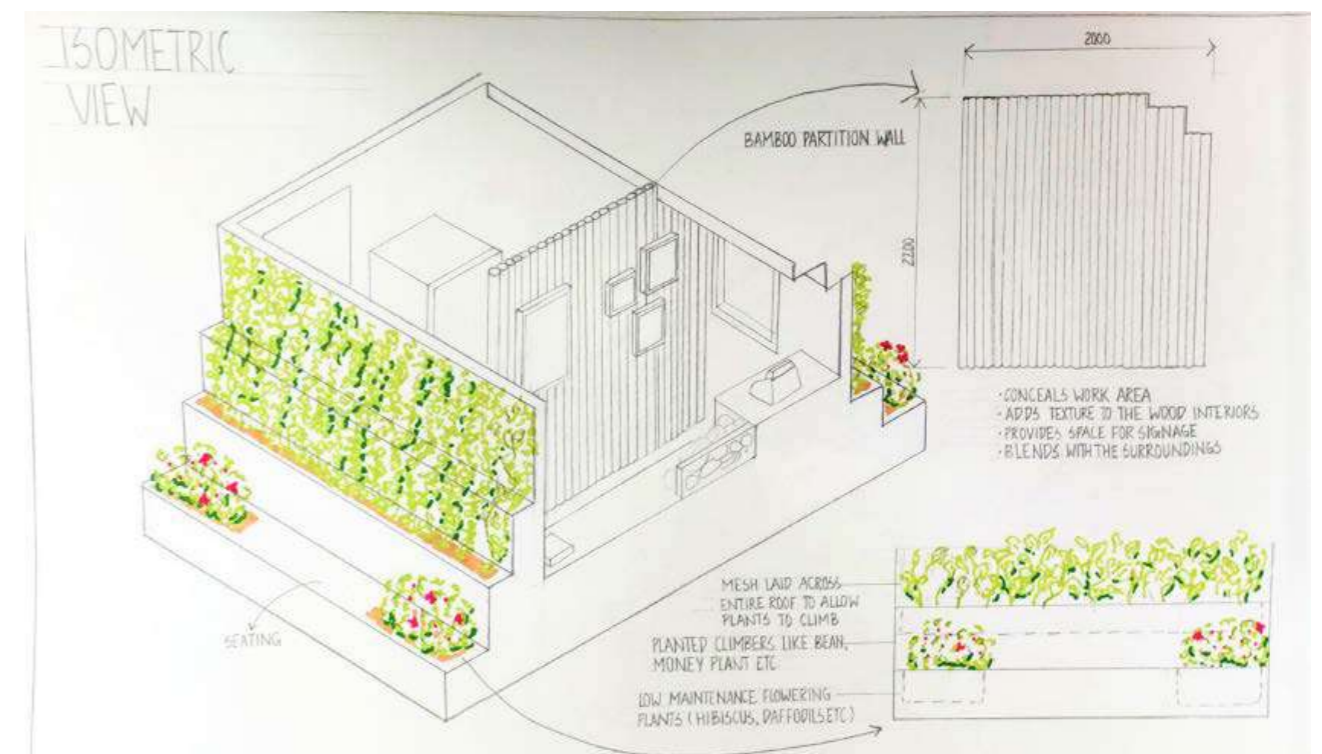 ISOMETRIC
VIEW
2000
BAMBOO PARTITION WALL
2200
• CONCEALS WORK AREA
• ADDS TEXTURE TO THE WOOD INTERIORS
• PROVIDES SPACE FOR SIGNAGE
• BLENDS WITH THE SURROUNDINGS
MESH LAID ACROSS
ENTIRE ROOF TO ALLOW
PLANTS TO CLIMB
PLANTED CLIMBERS LIKE BEAN,
MONEY PLANT ETC
LOW MAINTENANCE FLOWERING
PLANTS (HIBISCUS, DAFFODILS ETC)
SEATING